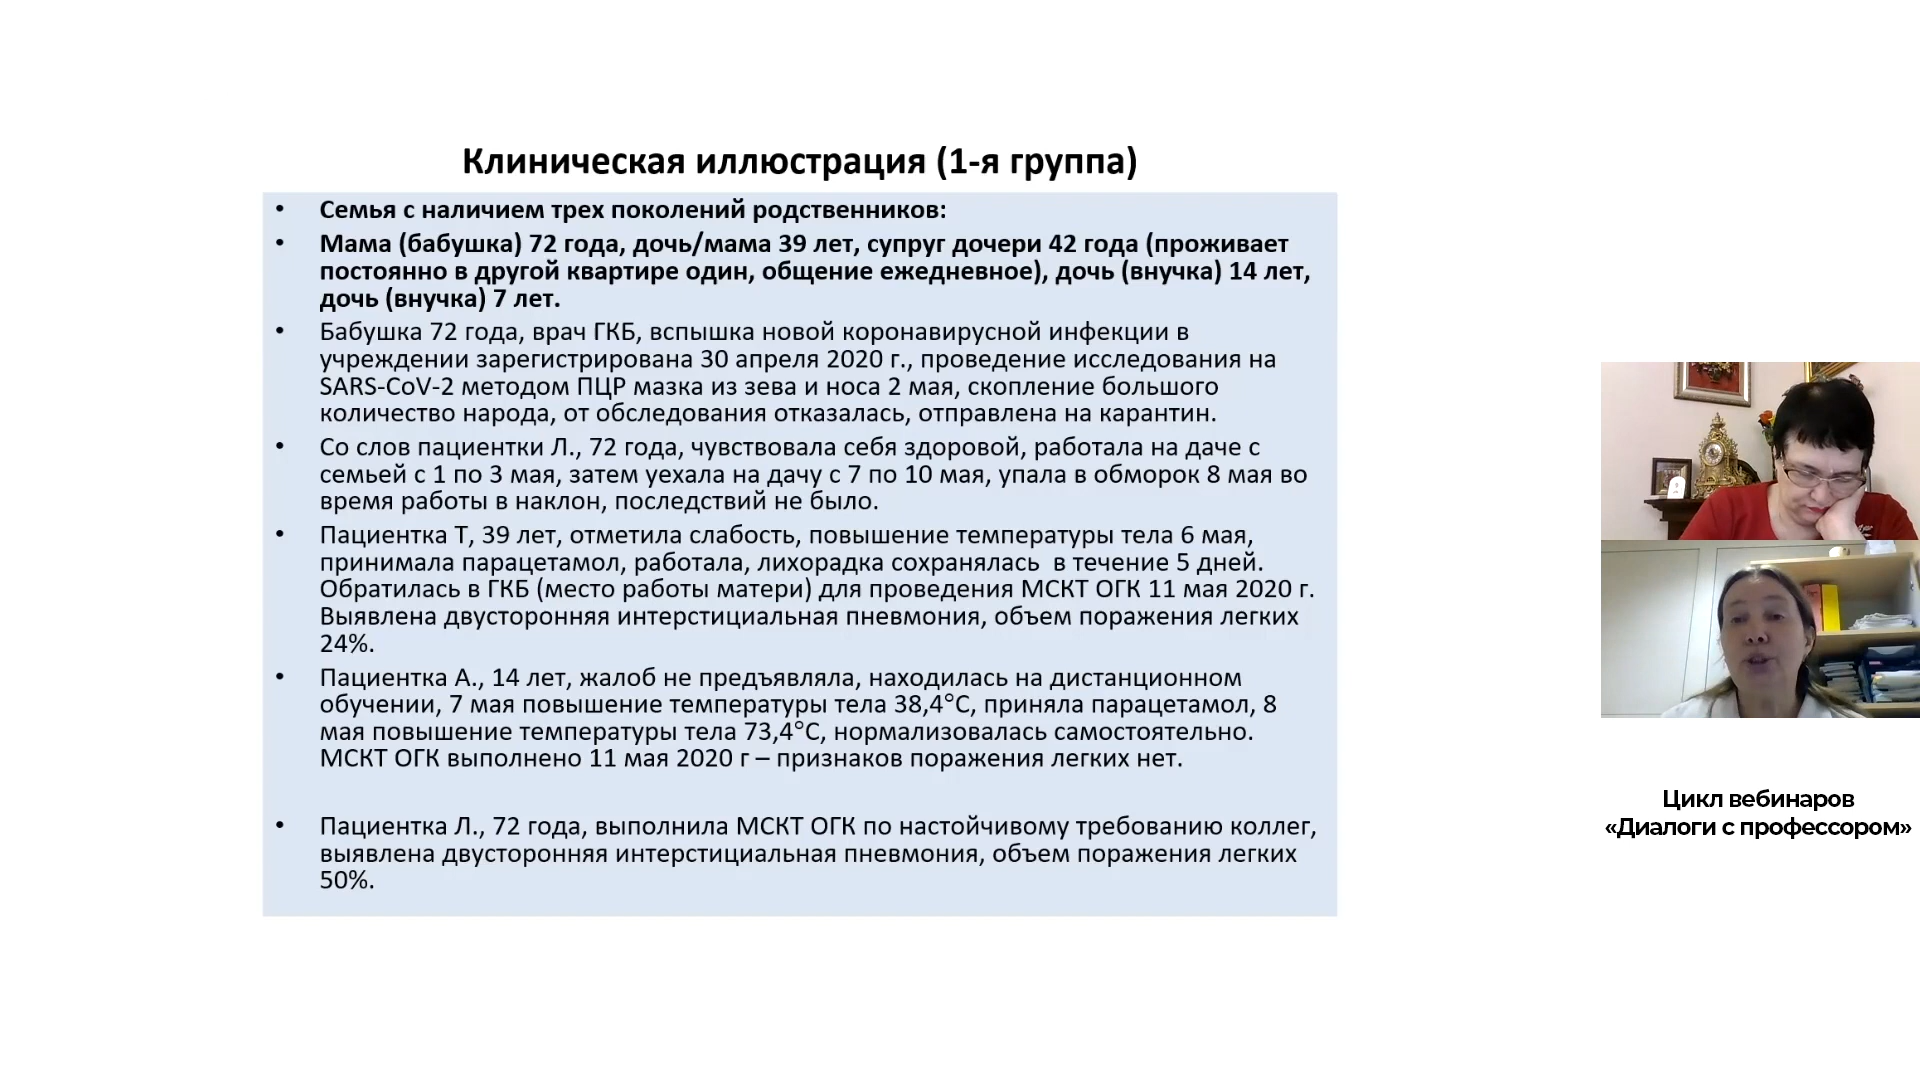 Клиническая иллюстрация (1-я группа)
• Семья с наличием трех поколений родственников:
• Мама (бабушка) 72 года, дочь/мама 39 лет, супруг дочери 42 года (проживает
постоянно в другой квартире один, общение ежедневное), дочь (внучка) 14 лет,
дочь (внучка) 7 лет.
• Бабушка 72 года, врач ГКБ, вспышка новой коронавирусной инфекции в
учреждении зарегистрирована 30 апреля 2020 г., проведение исследования на
SARS-CoV-2 методом ПЦР мазка из зева и носа 2 мая, скопление большого
количество народа, от обследования отказалась, отправлена на карантин.
• Со слов пациентки Л., 72 года, чувствовала себя здоровой, работала на даче с
семьей с 1 по 3 мая, затем уехала на дачу с 7 по 10 мая, упала в обморок 8 мая во
время работы в наклон, последствий не было.
• Пациентка Т, 39 лет, отметила слабость, повышение температуры тела 6 мая,
принимала парацетамол, работала, лихорадка сохранялась в течение 5 дней.
Обратилась в ГКБ (место работы матери) для проведения МСКТ ОГК 11 мая 2020 г.
Выявлена двусторонняя интерстициальная пневмония, объем поражения легких
24%.
• Пациентка А., 14 лет, жалоб не предъявляла, находилась на дистанционном
обучении, 7 мая повышение температуры тела 38,4°С, приняла парацетамол, 8
мая повышение температуры тела 73,4°С, нормализовалась самостоятельно.
МСКТ ОГК выполнено 11 мая 2020 г – признаков поражения легких нет.
• Пациентка Л., 72 года, выполнила МСКТ ОГК по настойчивому требованию коллег,
выявлена двусторонняя интерстициальная пневмония, объем поражения легких
50%.
Цикл вебинаров
«Диалоги с профессором»